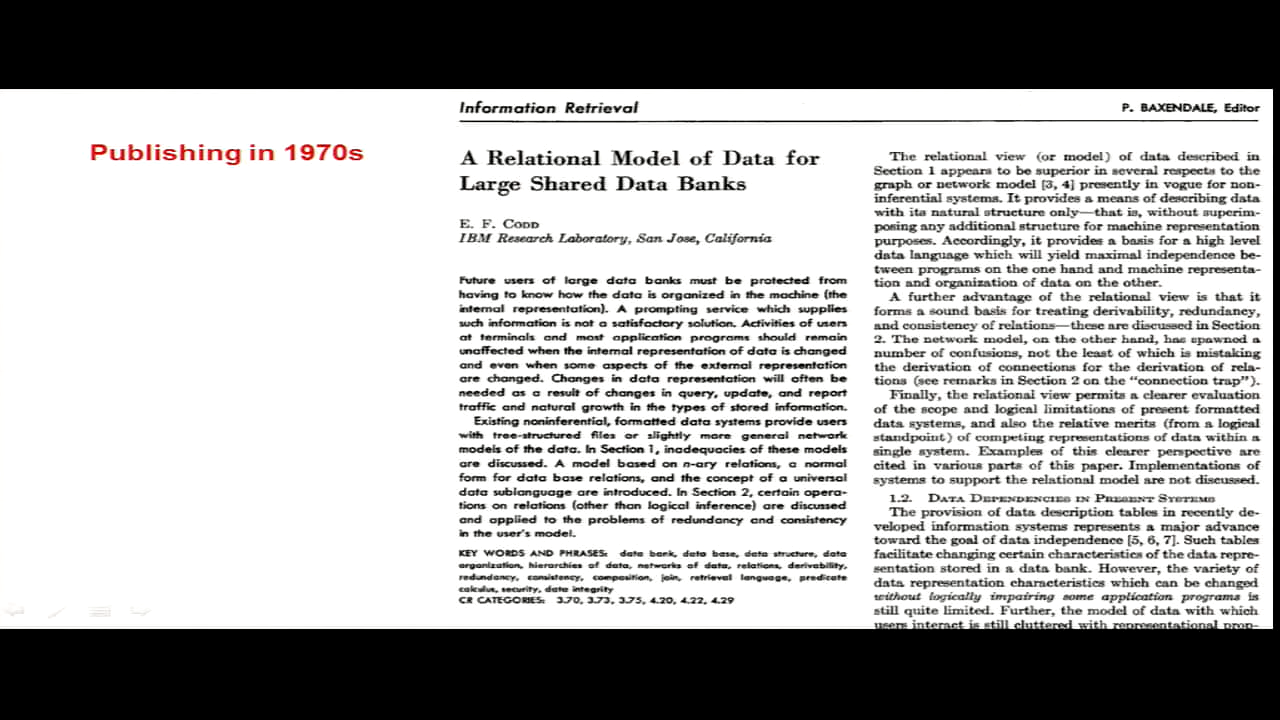 Publishing in 1970s
Information Retrieval
P. BAXENDALE, Editor
A Relational Model of Data for
Large Shared Data Banks
E. F. CODD
IBM Research Laboratory, San Jose, California
Future users of large data banks must be protected from
having to know how the data is organized in the machine (the
internal representation). A prompting service which supplies
such information is not a satisfactory solution. Activities of users
at terminals and most application programs should remain
unaffected when the internal representation of data is changed
and even when some aspects of the external representation
are changed. Changes in data representation will often be
needed as a result of changes in query, update, and report
traffic and natural growth in the types of stored information.
Existing noninferential, formatted data systems provide users
with tree-structured files or slightly more general network
models of the data. In Section 1, inadequacies of these models
are discussed. A model based on n-ary relations, a normal
form for data base relations, and the concept of a universal
data sublanguage are introduced. In Section 2, certain opera-
tions on relations (other than logical inference) are discussed
and applied to the problems of redundancy and consistency
in the user's model.
KEY WORDS AND PHRASES: data bank, data base, data structure, data
organization, hierarchies of data, networks of data, relations, derivability,
redundancy, consistency, composition, join, retrieval language, predicate
calculus, security, data integrity
CR CATEGORIES: 3.70, 3.73, 3.75, 4.20, 4.22, 4.29
The relational view (or model) of data described in
Section 1 appears to be superior in several respects to the
graph or network model [3, 4] presently in vogue for non-
inferential systems. It provides a means of describing data
with its natural structure only—that is, without superim-
posing any additional structure for machine representation
purposes. Accordingly, it provides a basis for a high level
data language which will yield maximal independence be-
tween programs on the one hand and machine representa-
tion and organization of data on the other.
A further advantage of the relational view is that it
forms a sound basis for treating derivability, redundancy,
and consistency of relations—these are discussed in Section
2. The network model, on the other hand, has spawned a
number of confusions, not the least of which is mistaking
the derivation of connections for the derivation of rela-
tions (see remarks in Section 2 on the "connection trap").
Finally, the relational view permits a clearer evaluation
of the scope and logical limitations of present formatted
data systems, and also the relative merits (from a logical
standpoint) of competing representations of data within a
single system. Examples of this clearer perspective are
cited in various parts of this paper. Implementations of
systems to support the relational model are not discussed.
1.2. DATA DEPENDENCIES IN PRESENT SYSTEMS
The provision of data description tables in recently de-
veloped information systems represents a major advance
toward the goal of data independence [5, 6, 7]. Such tables
facilitate changing certain characteristics of the data repre-
sentation stored in a data bank. However, the variety of
data representation characteristics which can be changed
without logically impairing some application programs is
still quite limited. Further, the model of data with which
users interact is still cluttered with representational prop-